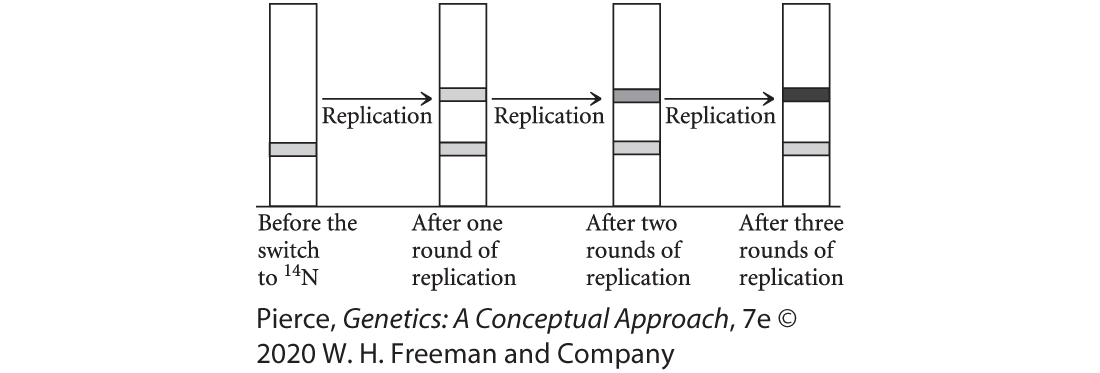 Replication
Replication
Replication
Before the
switch
to ¹⁴N
After one
round of
replication
After two
rounds of
replication
After three
rounds of
replication
Pierce, Genetics: A Conceptual Approach, 7e ©
2020 W. H. Freeman and Company